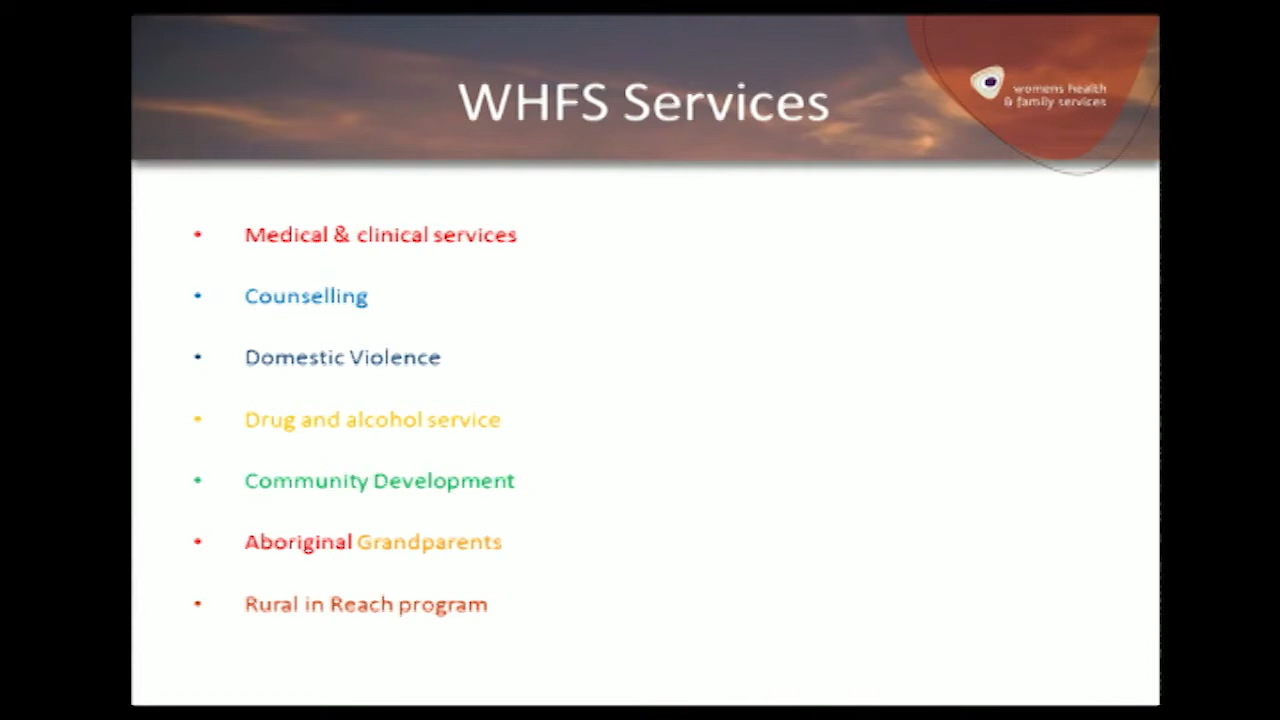 WHFS Services
womens health
& family services
• Medical & clinical services
• Counselling
• Domestic Violence
• Drug and alcohol service
• Community Development
• Aboriginal Grandparents
• Rural in Reach program